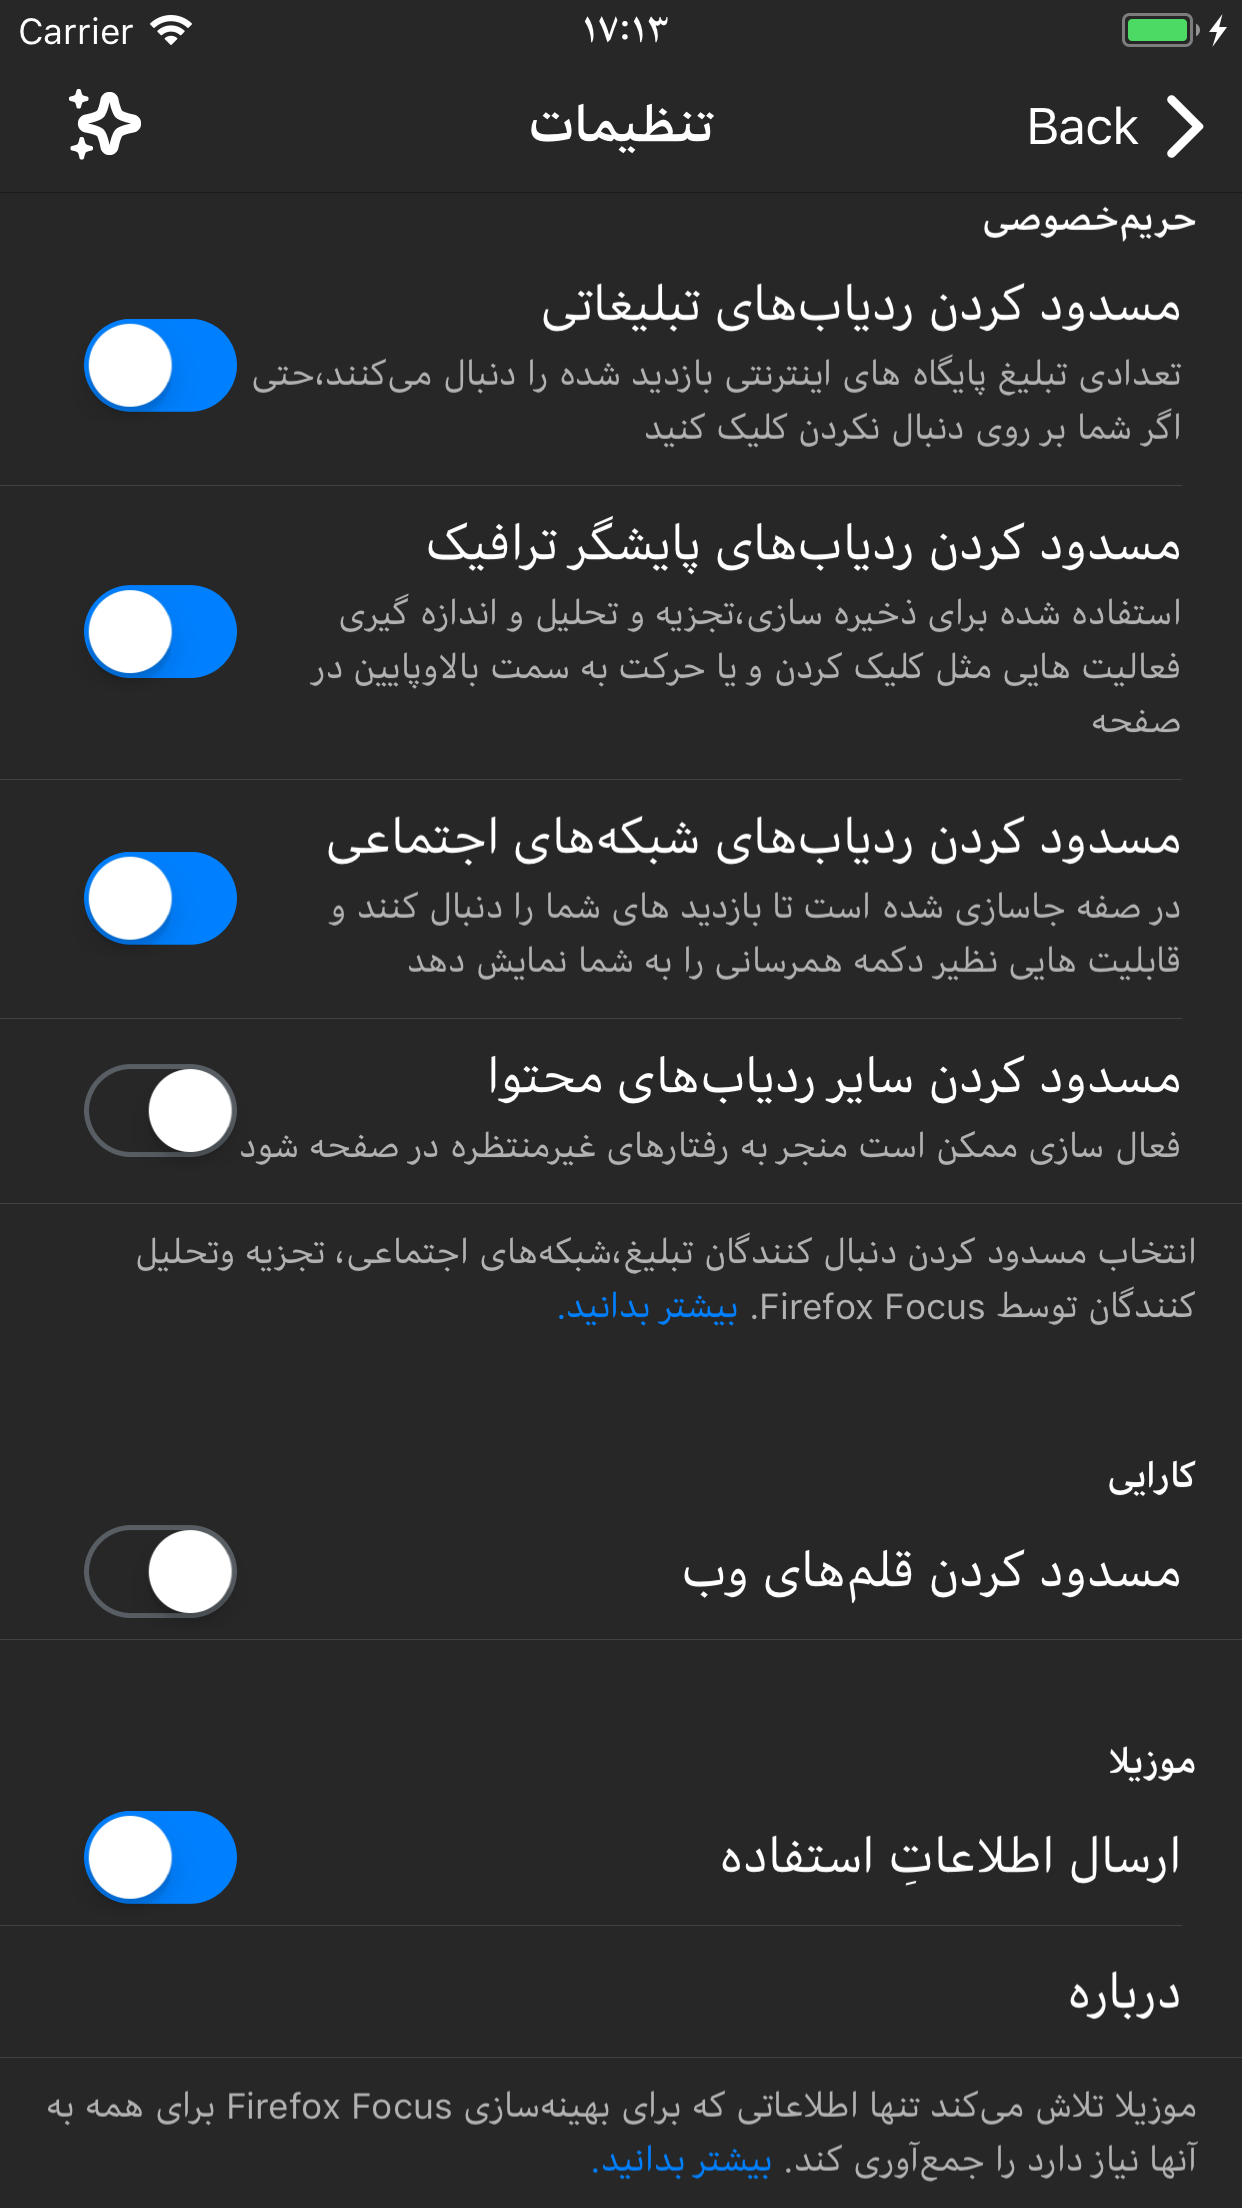 Carrier ۱۷:۱۳
Back تنظیمات
حریم‌خصوصی
مسدود کردن ردیاب‌های تبلیغاتی
تعدادی تبلیغ پایگاه های اینترنتی بازدید شده را دنبال می‌کنند،حتی
اگر شما بر روی دنبال نکردن کلیک کنید
مسدود کردن ردیاب‌های پایشگر ترافیک
استفاده شده برای ذخیره سازی،تجزیه و تحلیل و اندازه گیری
فعالیت هایی مثل کلیک کردن و یا حرکت به سمت بالاوپایین در
صفحه
مسدود کردن ردیاب‌های شبکه‌های اجتماعی
در صفه جاسازی شده است تا بازدید های شما را دنبال کنند و
قابلیت هایی نظیر دکمه همرسانی را به شما نمایش دهد
مسدود کردن سایر ردیاب‌های محتوا
فعال سازی ممکن است منجر به رفتارهای غیرمنتظره در صفحه شود
انتخاب مسدود کردن دنبال کنندگان تبلیغ،شبکه‌های اجتماعی، تجزیه وتحلیل
کنندگان توسط Firefox Focus. بیشتر بدانید.
کارایی
مسدود کردن قلم‌های وب
موزیلا
ارسال اطلاعاتِ استفاده
درباره
موزیلا تلاش می‌کند تنها اطلاعاتی که برای بهینه‌سازی Firefox Focus برای همه به
آنها نیاز دارد را جمع‌آوری کند. بیشتر بدانید.